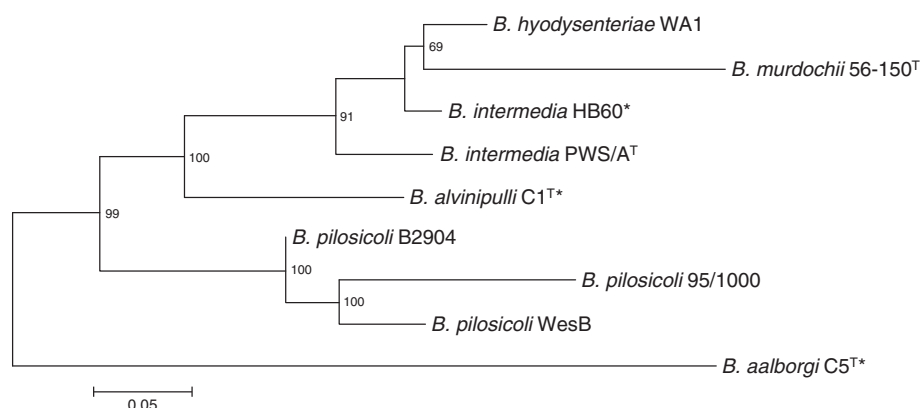 B. hyodysenteriae WA1
69
B. murdochii 56-150ᵀ
B. intermedia HB60*
91
B. intermedia PWS/Aᵀ
100
B. alvinipulli C1ᵀ*
99
B. pilosicoli B2904
100
B. pilosicoli 95/1000
100
B. pilosicoli WesB
B. aalborgi C5ᵀ*
0.05